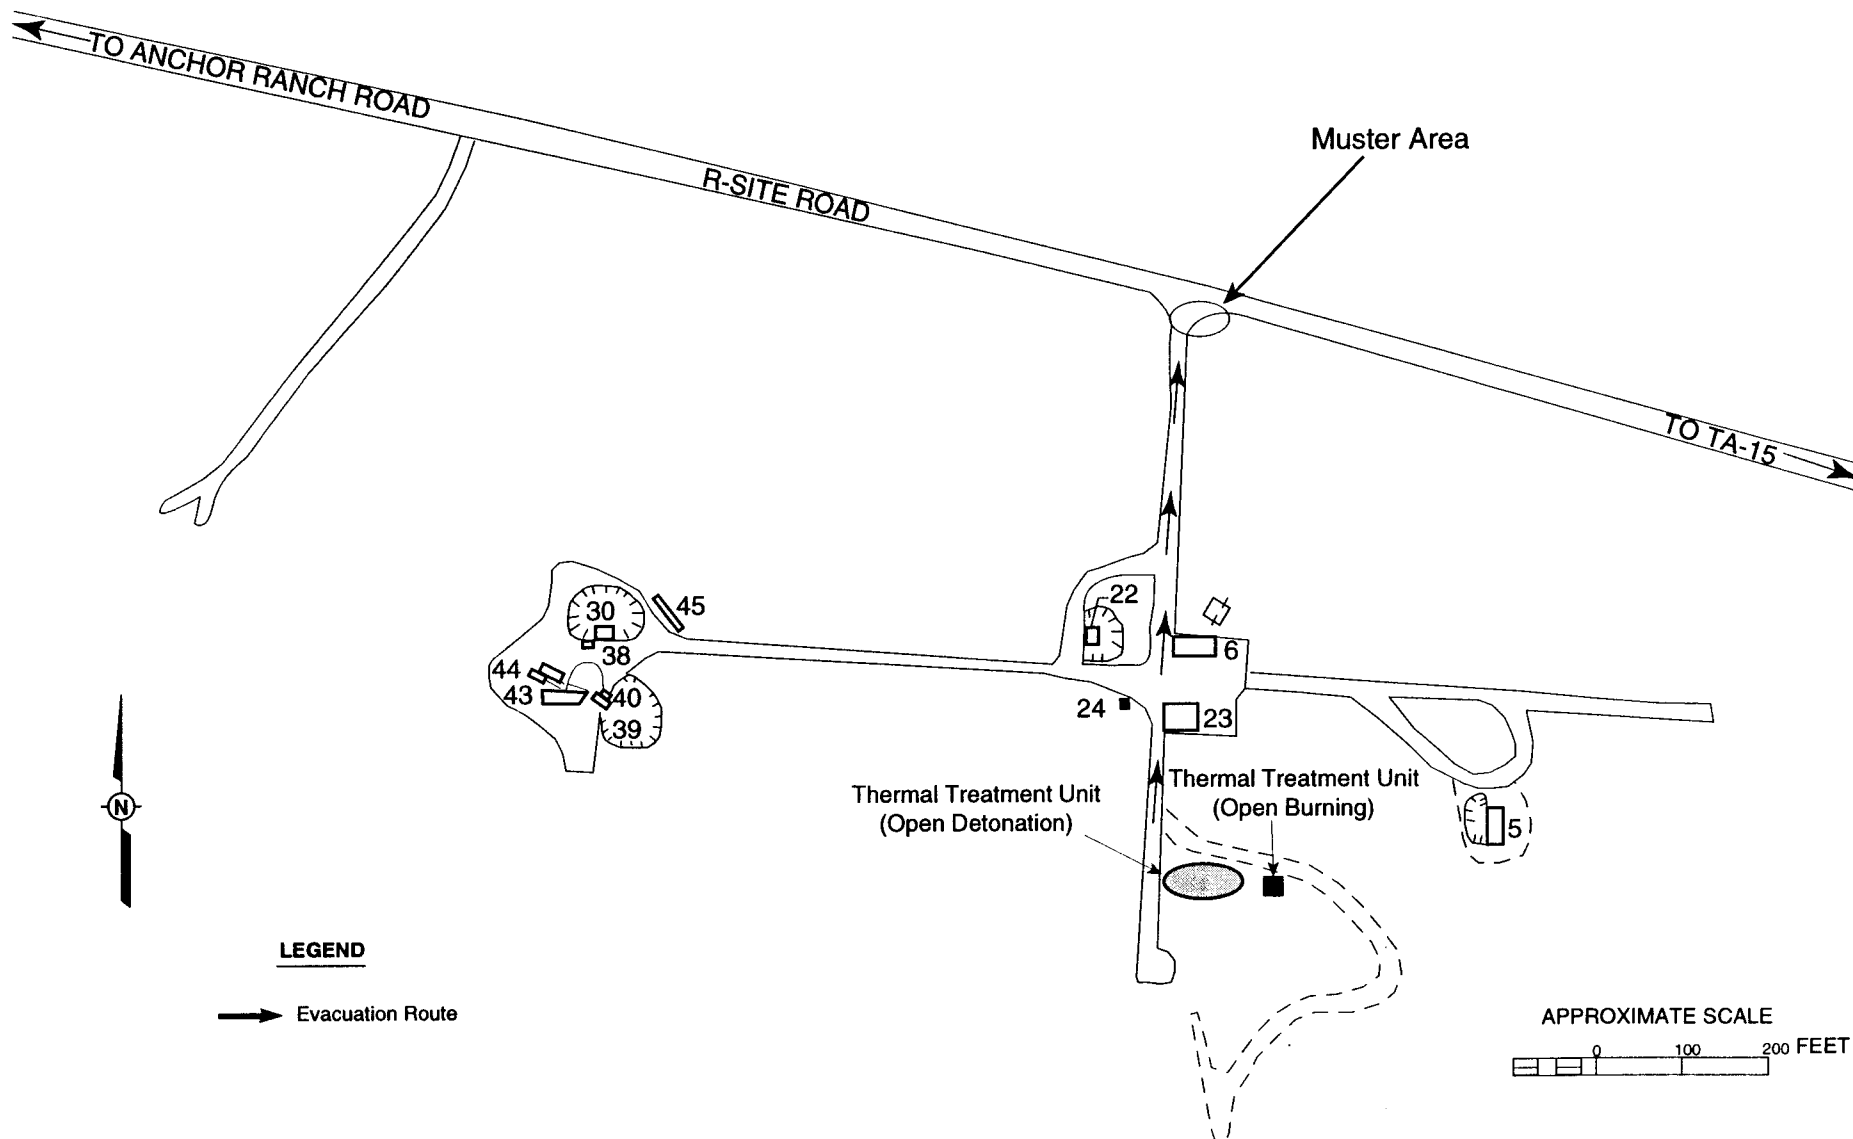 TO ANCHOR RANCH ROAD
Muster Area
R-SITE ROAD
TO TA-15
30
45
22
38
6
44
43
40
24
23
39
Thermal Treatment Unit
(Open Detonation)
Thermal Treatment Unit
(Open Burning)
5
N
LEGEND
Evacuation Route
APPROXIMATE SCALE
0 100 200 FEET